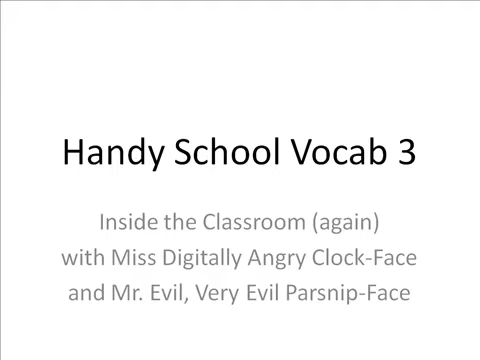 Handy School Vocab 3
Inside the Classroom (again)
with Miss Digitally Angry Clock-Face
and Mr. Evil, Very Evil Parsnip-Face